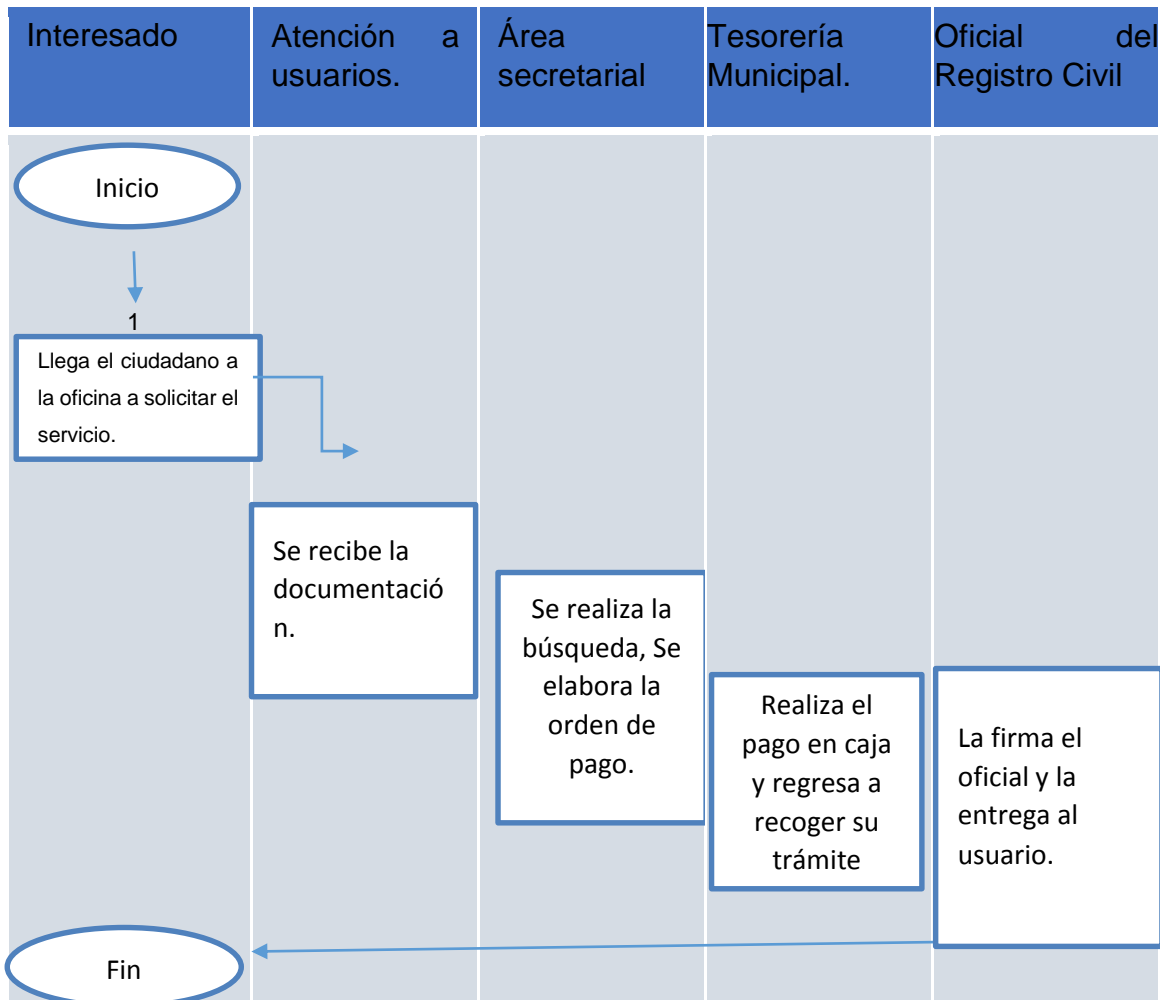 Interesado
Atención a
usuarios.
Área
secretarial
Tesorería
Municipal.
Oficial del
Registro Civil
Inicio
1
Llega el ciudadano a
la oficina a solicitar el
servicio.
Se recibe la
documentació
n.
Se realiza la
búsqueda, Se
elabora la
orden de
pago.
Realiza el
pago en caja
y regresa a
recoger su
trámite
La firma el
oficial y la
entrega al
usuario.
Fin